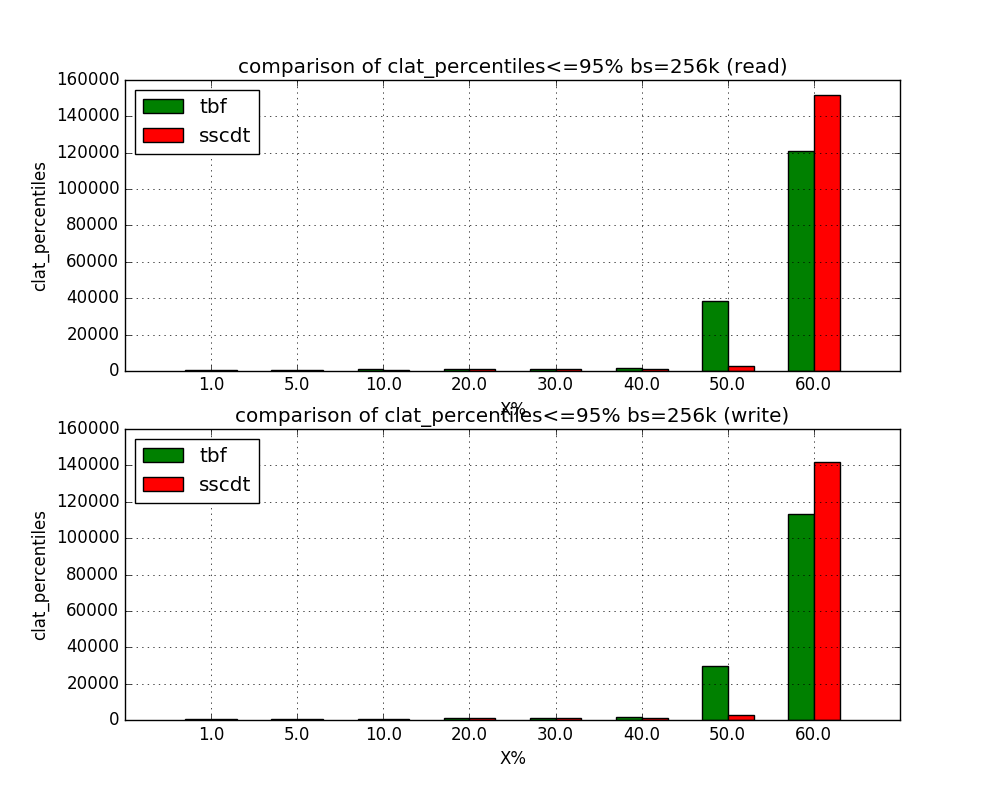 comparison of clat_percentiles<=95% bs=256k (read)
160000
140000
120000
100000
80000
60000
40000
20000
0
clat_percentiles
tbf
sscdt
1.0 5.0 10.0 20.0 30.0 40.0 50.0 60.0
X%
comparison of clat_percentiles<=95% bs=256k (write)
160000
140000
120000
100000
80000
60000
40000
20000
0
clat_percentiles
tbf
sscdt
1.0 5.0 10.0 20.0 30.0 40.0 50.0 60.0
X%